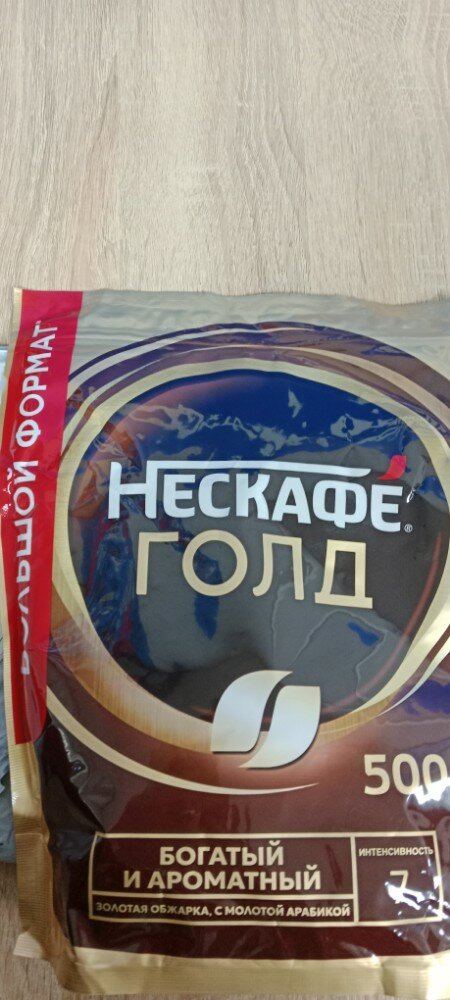 БОЛЬШОЙ ФОРМАТ
НЕСКАФЕ
ГОЛД
500
БОГАТЫЙ
И АРОМАТНЫЙ
ЗОЛОТАЯ ОБЖАРКА, С МОЛОТОЙ АРАБИКОЙ
ИНТЕНСИВНОСТЬ
7